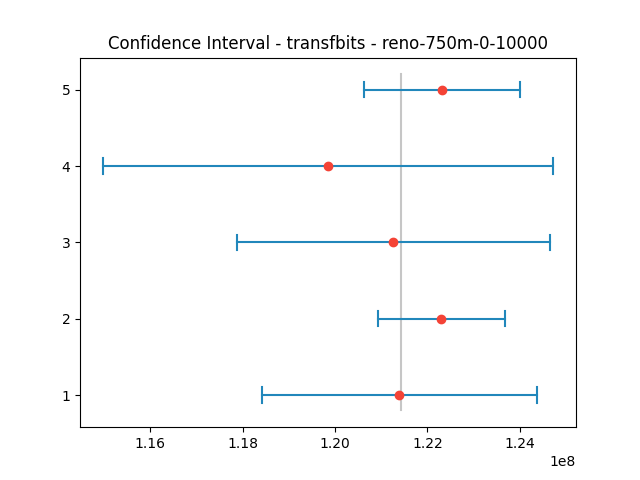 Confidence Interval - transfbits - reno-750m-0-10000
5
4
3
2
1
1.16 1.18 1.20 1.22 1.24
1e8